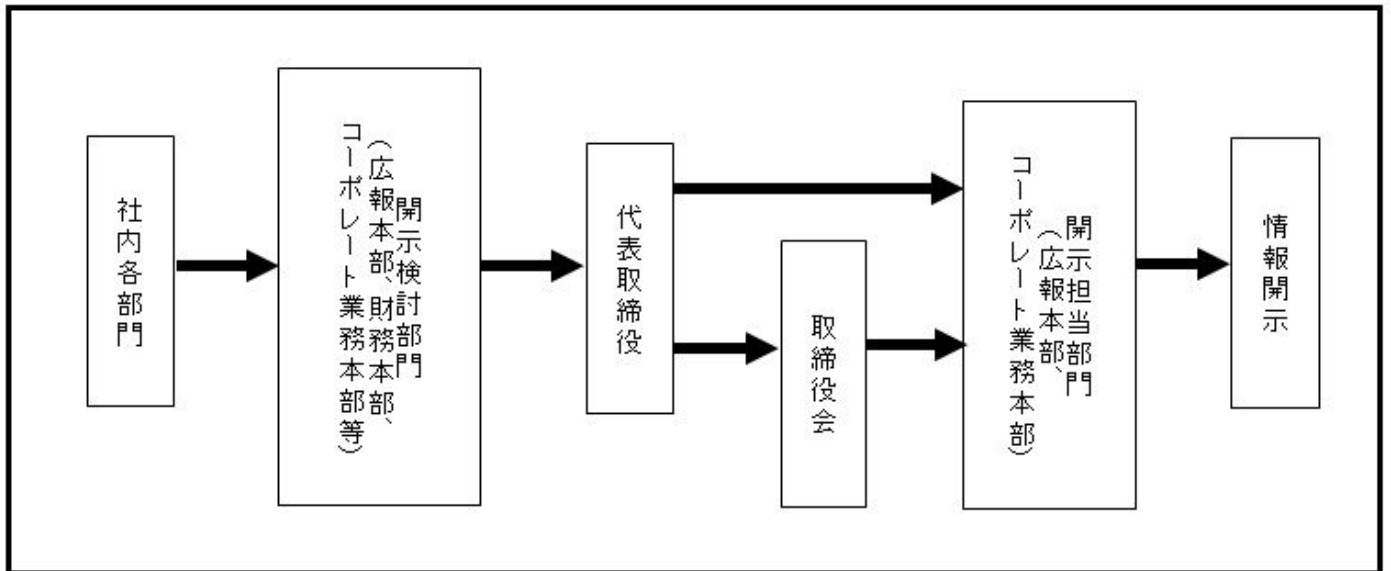 社内各部門
開示検討部門
（広報本部、財務本部、
コーポレート業務本部等）
代表取締役
取締役会
開示担当部門
（広報本部、
コーポレート業務本部）
情報開示